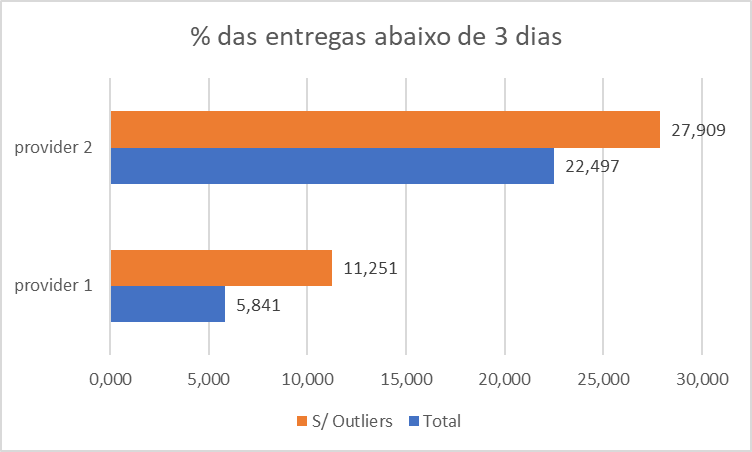 % das entregas abaixo de 3 dias
provider 2
27,909
22,497
provider 1
11,251
5,841
0,000 5,000 10,000 15,000 20,000 25,000 30,000
S/ Outliers Total